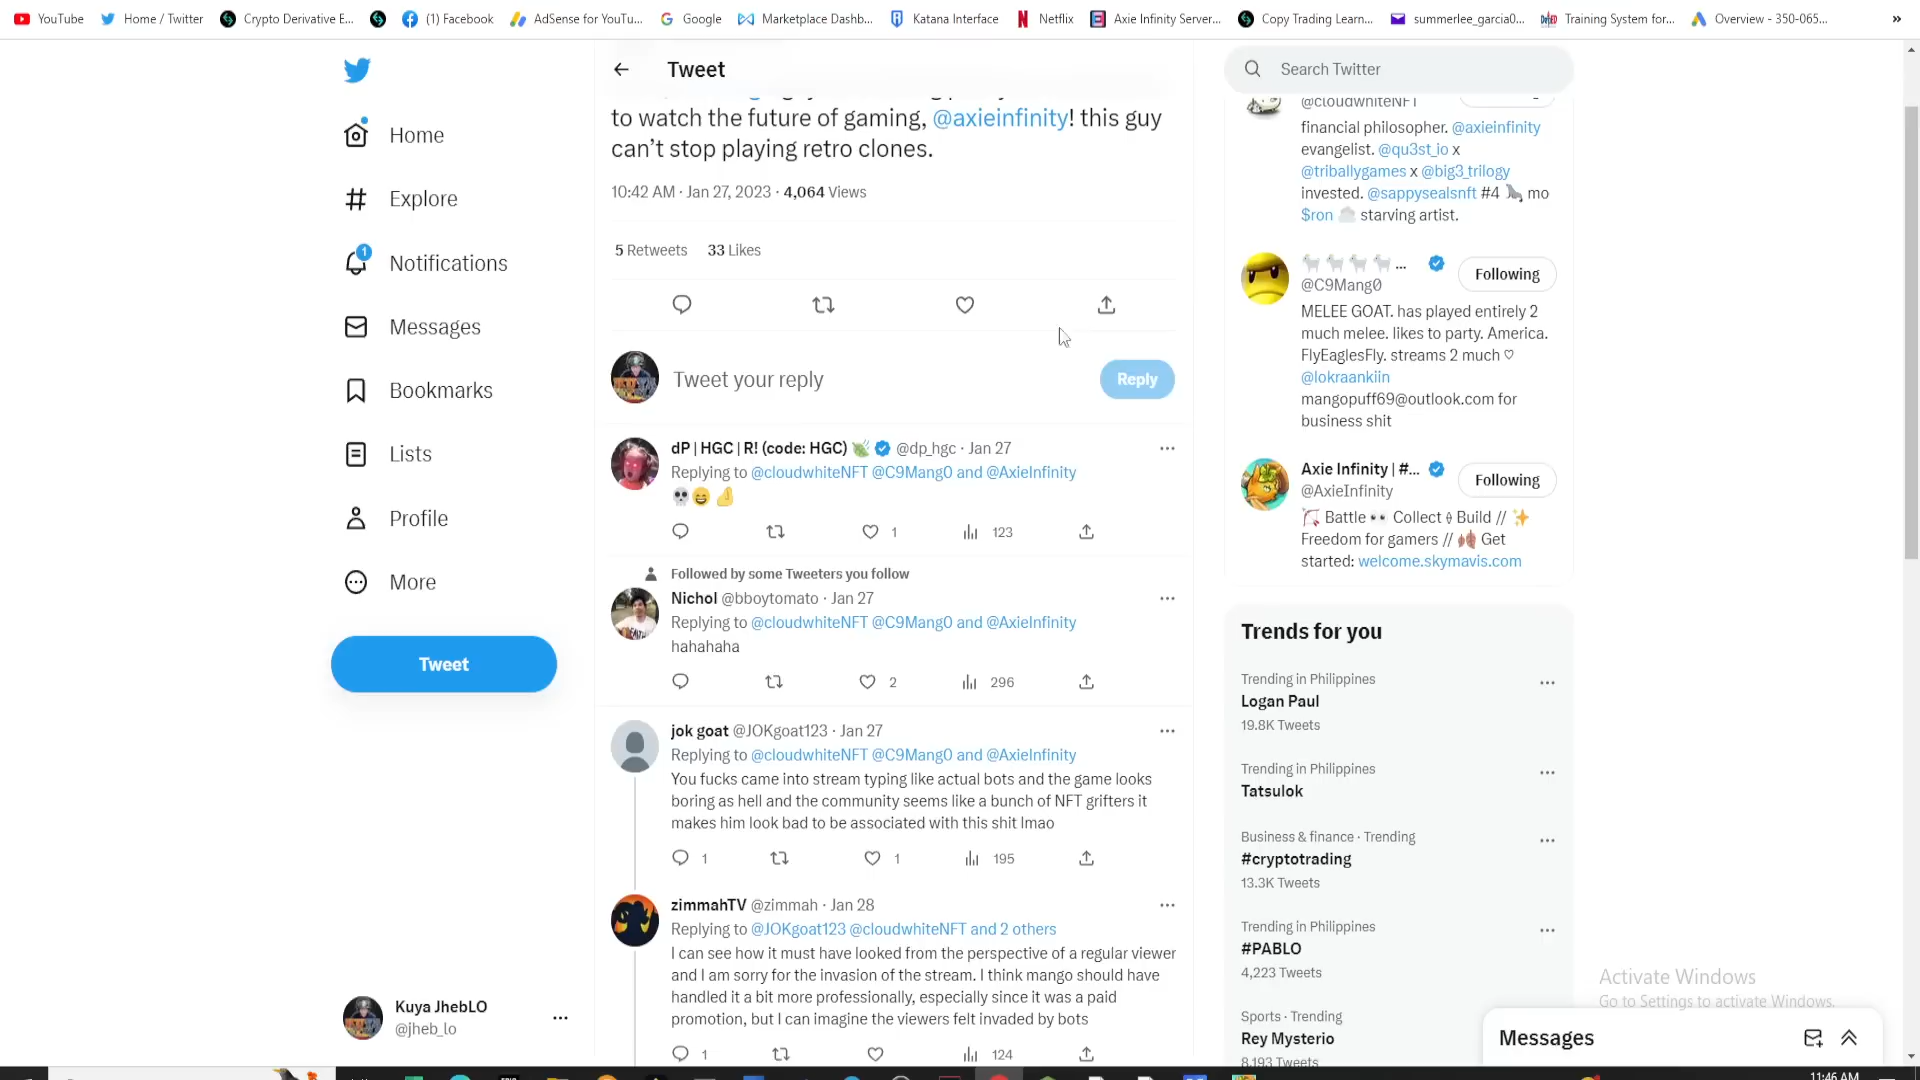 YouTube
Home / Twitter
Crypto Derivative E...
(1) Facebook
AdSense for YouTu...
Google
Marketplace Dashb...
Katana Interface
Netflix
Axie Infinity Server...
Copy Trading Learn...
summerlee_garcia0...
Training System for...
Overview - 350-065...
»
Home
Explore
1
Notifications
Messages
Bookmarks
Lists
Profile
More
Tweet
Kuya JhebLO
@jheb_lo
Tweet
to watch the future of gaming, @axieinfinity! this guy
can't stop playing retro clones.
10:42 AM · Jan 27, 2023 · 4,064 Views
5 Retweets 33 Likes
Tweet your reply
Reply
dP | HGC | R! (code: HGC) @dp_hgc · Jan 27
Replying to @cloudwhiteNFT @C9Mang0 and @AxieInfinity
💀😄🤌
1
123
Followed by some Tweeters you follow
Nichol @bboytomato · Jan 27
Replying to @cloudwhiteNFT @C9Mang0 and @AxieInfinity
hahahaha
2
296
jok goat @JOKgoat123 · Jan 27
Replying to @cloudwhiteNFT @C9Mang0 and @AxieInfinity
You fucks came into stream typing like actual bots and the game looks
boring as hell and the community seems like a bunch of NFT grifters it
makes him look bad to be associated with this shit lmao
1
1
195
zimmahTV @zimmah · Jan 28
Replying to @JOKgoat123 @cloudwhiteNFT and 2 others
I can see how it must have looked from the perspective of a regular viewer
and I am sorry for the invasion of the stream. I think mango should have
handled it a bit more professionally, especially since it was a paid
promotion, but I can imagine the viewers felt invaded by bots
1
124
Search Twitter
@cloudwhiteNFT
financial philosopher. @axieinfinity
evangelist. @qu3st_io x
@triballygames x @big3_trilogy
invested. @sappysealsnft #4 🦭 mo
$ron ☁️ starving artist.
🐐 🐐 🐐 🐐 ...
@C9Mang0
Following
MELEE GOAT. has played entirely 2
much melee. likes to party. America.
FlyEaglesFly. streams 2 much ♡
@lokraankiin
mangopuff69@outlook.com for
business shit
Axie Infinity | #...
@AxieInfinity
Following
🏹 Battle 👀 Collect Build // ✨
Freedom for gamers // Get
started: welcome.skymavis.com
Trends for you
Trending in Philippines
Logan Paul
19.8K Tweets
Trending in Philippines
Tatsulok
Business & finance · Trending
#cryptotrading
13.3K Tweets
Trending in Philippines
#PABLO
4,223 Tweets
Sports · Trending
Rey Mysterio
8,193 Tweets
Activate Windows
Go to Settings to activate Windows.
Messages
11:46 AM